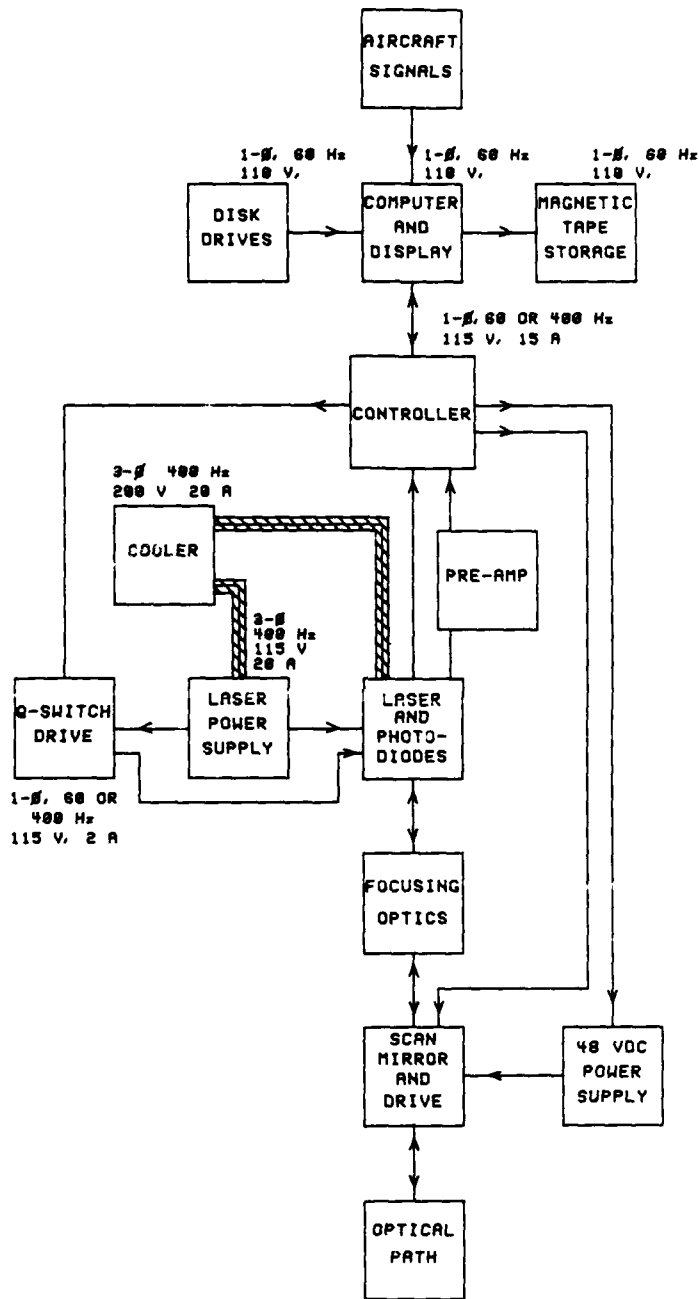 AIRCRAFT
SIGNALS
1-Ø, 60 Hz
110 V,
1-Ø, 60 Hz
110 V,
1-Ø, 60 Hz
110 V,
DISK
DRIVES
COMPUTER
AND
DISPLAY
MAGNETIC
TAPE
STORAGE
1-Ø, 60 OR 400 Hz
115 V, 15 A
CONTROLLER
3-Ø 400 Hz
200 V 20 A
COOLER
PRE-AMP
3-Ø
400 Hz
115 V
20 A
Q-SWITCH
DRIVE
LASER
POWER
SUPPLY
LASER
AND
PHOTO-
DIODES
1-Ø, 60 OR
400 Hz
115 V, 2 A
FOCUSING
OPTICS
SCAN
MIRROR
AND
DRIVE
48 VDC
POWER
SUPPLY
OPTICAL
PATH